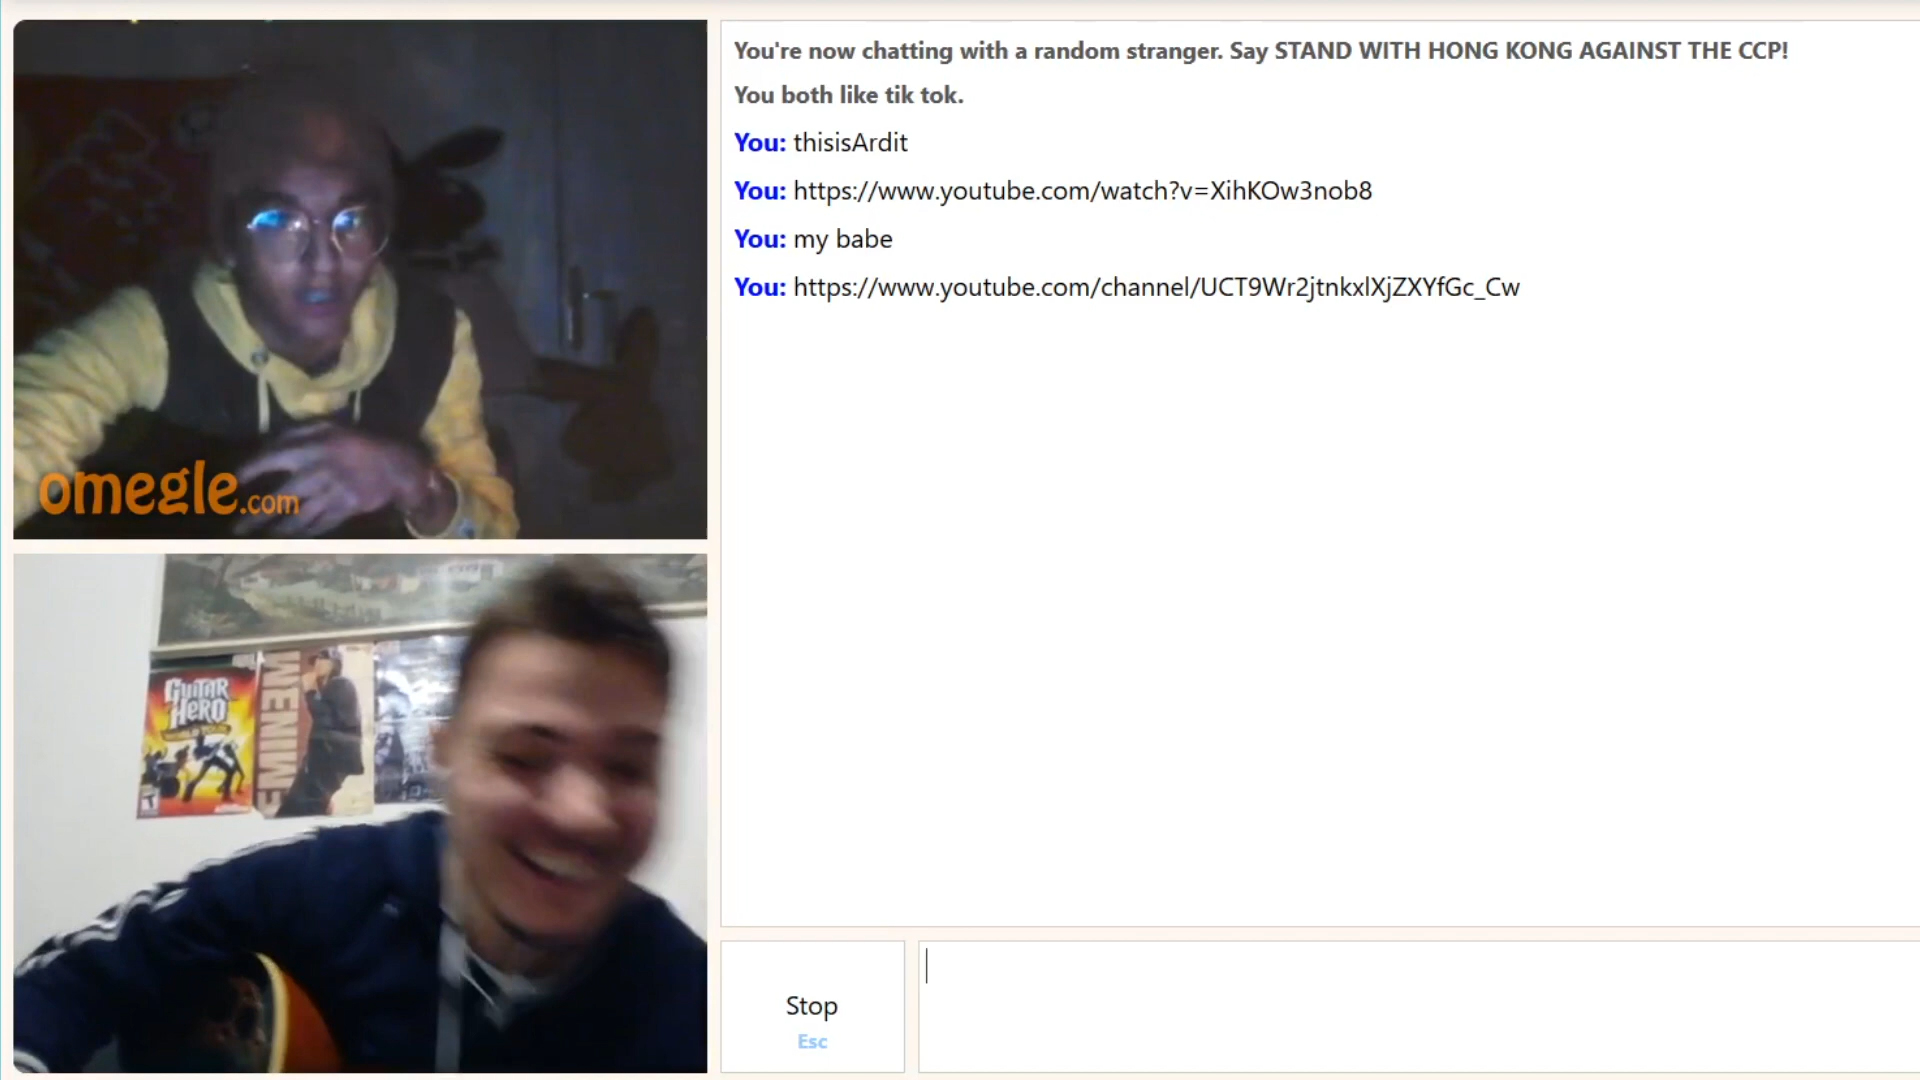 You're now chatting with a random stranger. Say STAND WITH HONG KONG AGAINST THE CCP!
You both like tik tok.
You: thisisArdit
You: https://www.youtube.com/watch?v=XihKOw3nob8
You: my babe
You: https://www.youtube.com/channel/UCT9Wr2jtnkxlXjZXYfGc_Cw
omegle.com
GUITAR
HERO
WORLD TOUR
EMINEM
T
Stop
Esc